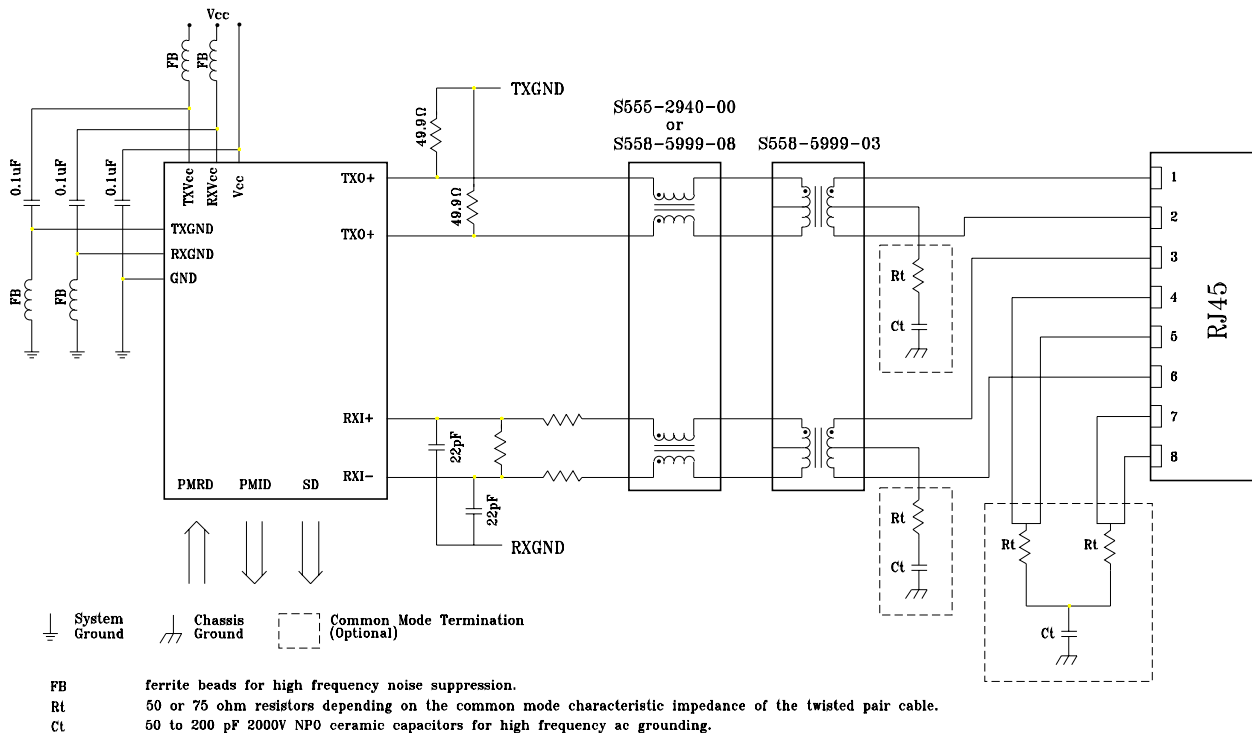 Vcc
FB
FB
0.1uF
0.1uF
0.1uF
TXVcc
RXVcc
Vcc
TXGND
RXGND
GND
FB
FB
TXO+
TXO+
RXI+
RXI-
PMRD
PMID
SD
49.9Ω
49.9Ω
TXGND
22pF
22pF
RXGND
S555-2940-00
or
S558-5999-08
S558-5999-03
Rt
Ct
Rt
Ct
Rt
Rt
Ct
1
2
3
4
5
6
7
8
RJ45
System
Ground
Chassis
Ground
Common Mode Termination
(Optional)
FB ferrite beads for high frequency noise suppression.
Rt 50 or 75 ohm resistors depending on the common mode characteristic impedance of the twisted pair cable.
Ct 50 to 200 pF 2000V NPO ceramic capacitors for high frequency ac grounding.